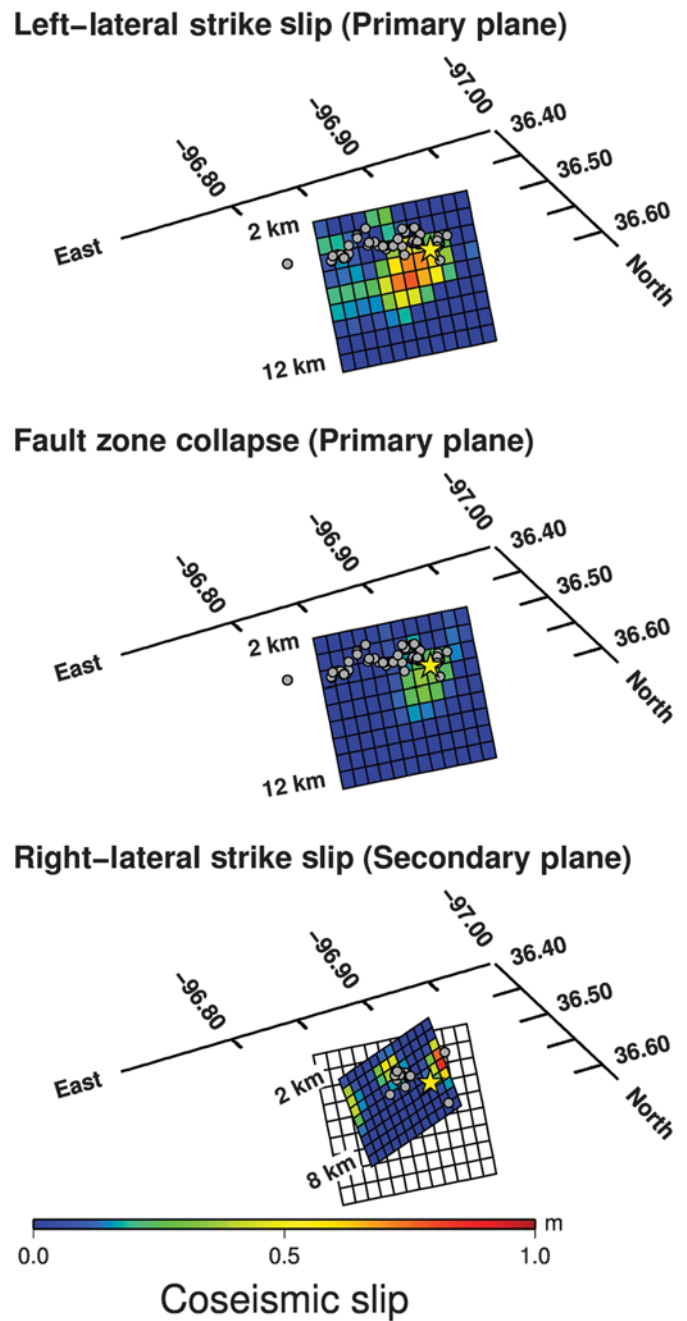 Left−lateral strike slip (Primary plane)
−97.00
36.40
−96.90
36.50
−96.80
36.60
2 km
East
North
12 km
Fault zone collapse (Primary plane)
−97.00
36.40
−96.90
36.50
−96.80
36.60
2 km
East
North
12 km
Right−lateral strike slip (Secondary plane)
−97.00
36.40
−96.90
36.50
−96.80
36.60
2 km
East
North
8 km
m
0.0 0.5 1.0
Coseismic slip